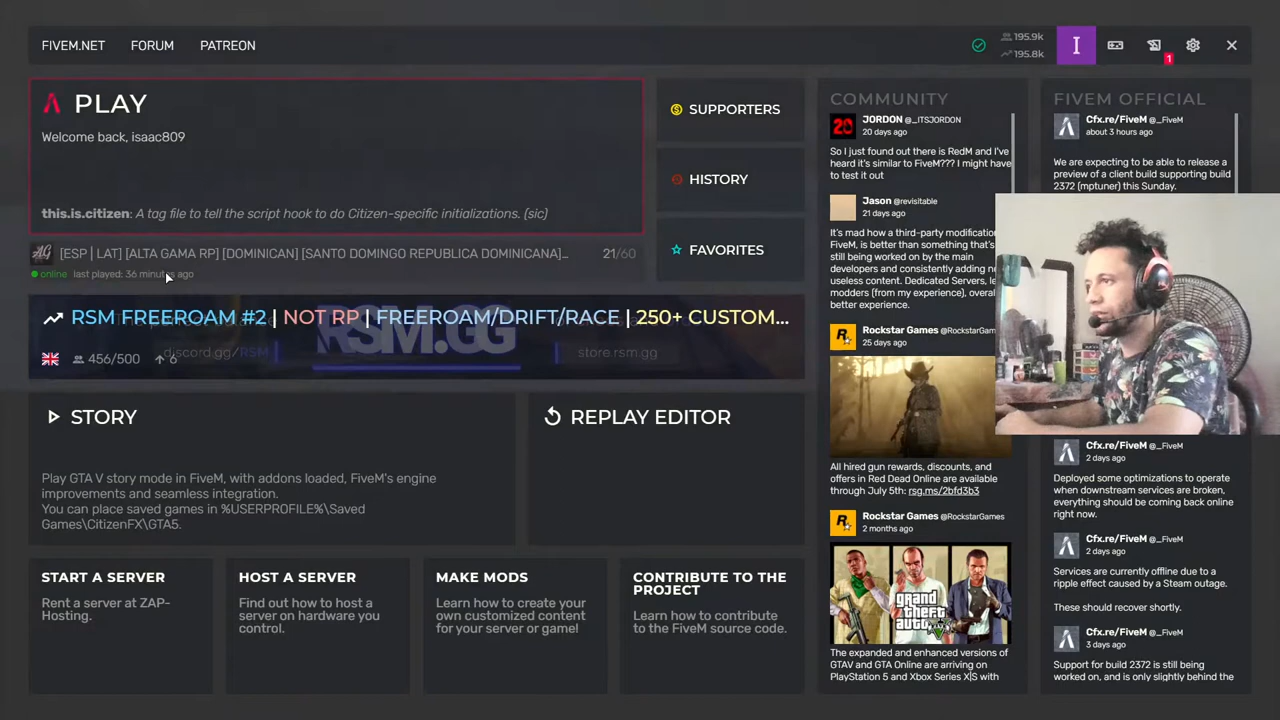 FIVEM.NET
FORUM
PATREON
195.9k
195.8k
I
1
PLAY
Welcome back, isaac809
this.is.citizen: A tag file to tell the script hook to do Citizen-specific initializations. (sic)
[ESP | LAT] [ALTA GAMA RP] [DOMINICAN] [SANTO DOMINGO REPUBLICA DOMINICANA]...
21/60
online last played: 36 minutes ago
SUPPORTERS
HISTORY
FAVORITES
RSM FREEROAM #2 | NOT RP | FREEROAM/DRIFT/RACE | 250+ CUSTOM...
RSM.GG
discord.gg/RSM
store.rsm.gg
456/500
6
STORY
Play GTA V story mode in FiveM, with addons loaded, FiveM's engine
improvements and seamless integration.
You can place saved games in %USERPROFILE%\Saved
Games\CitizenFX\GTA5.
REPLAY EDITOR
START A SERVER
Rent a server at ZAP-
Hosting.
HOST A SERVER
Find out how to host a
server on hardware you
control.
MAKE MODS
Learn how to create your
own customized content
for your server or game!
CONTRIBUTE TO THE
PROJECT
Learn how to contribute
to the FiveM source code.
COMMUNITY
JORDON @_ITSJORDON
20 days ago
So I just found out there is RedM and I've
heard it's similar to FiveM??? I might have
to test it out
Jason @revisitable
21 days ago
It's mad how a third-party modification
FiveM, is better than something that's
still being worked on by the main
developers and consistently adding
useless content. Dedicated Servers,
modders (from my experience), overal
better experience.
Rockstar Games @RockstarGam
25 days ago
All hired gun rewards, discounts, and
offers in Red Dead Online are available
through July 5th: rsg.ms/2bfd3b3
Rockstar Games @RockstarGames
2 months ago
grand
theft
auto V
The expanded and enhanced versions of
GTAV and GTA Online are arriving on
PlayStation 5 and Xbox Series X|S with
FIVEM OFFICIAL
Cfx.re/FiveM @_FiveM
about 3 hours ago
We are expecting to be able to release a
preview of a client build supporting build
2372 (mptuner) this Sunday.
Cfx.re/FiveM @_FiveM
2 days ago
Deployed some optimizations to operate
when downstream services are broken,
everything should be coming back online
right now.
Cfx.re/FiveM @_FiveM
2 days ago
Services are currently offline due to a
ripple effect caused by a Steam outage.
These should recover shortly.
Cfx.re/FiveM @_FiveM
3 days ago
Support for build 2372 is still being
worked on, and is only slightly behind the